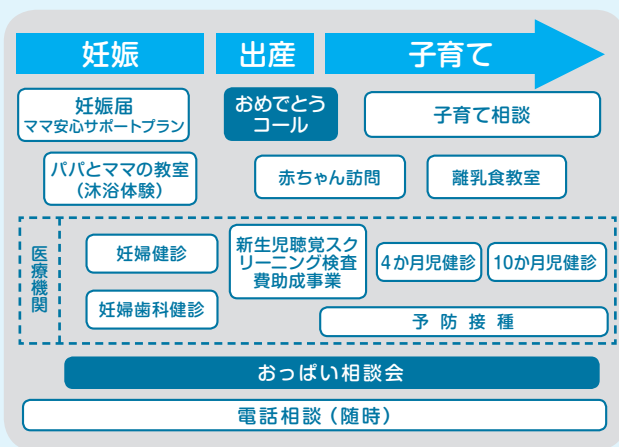 妊娠
出産
子育て
妊娠届
ママ安心サポートプラン
おめでとう
コール
子育て相談
パパとママの教室
（沐浴体験）
赤ちゃん訪問
離乳食教室
医療機関
妊婦健診
新生児聴覚スク
リーニング検査
費助成事業
4か月児健診
10か月児健診
妊婦歯科健診
予防接種
おっぱい相談会
電話相談（随時）